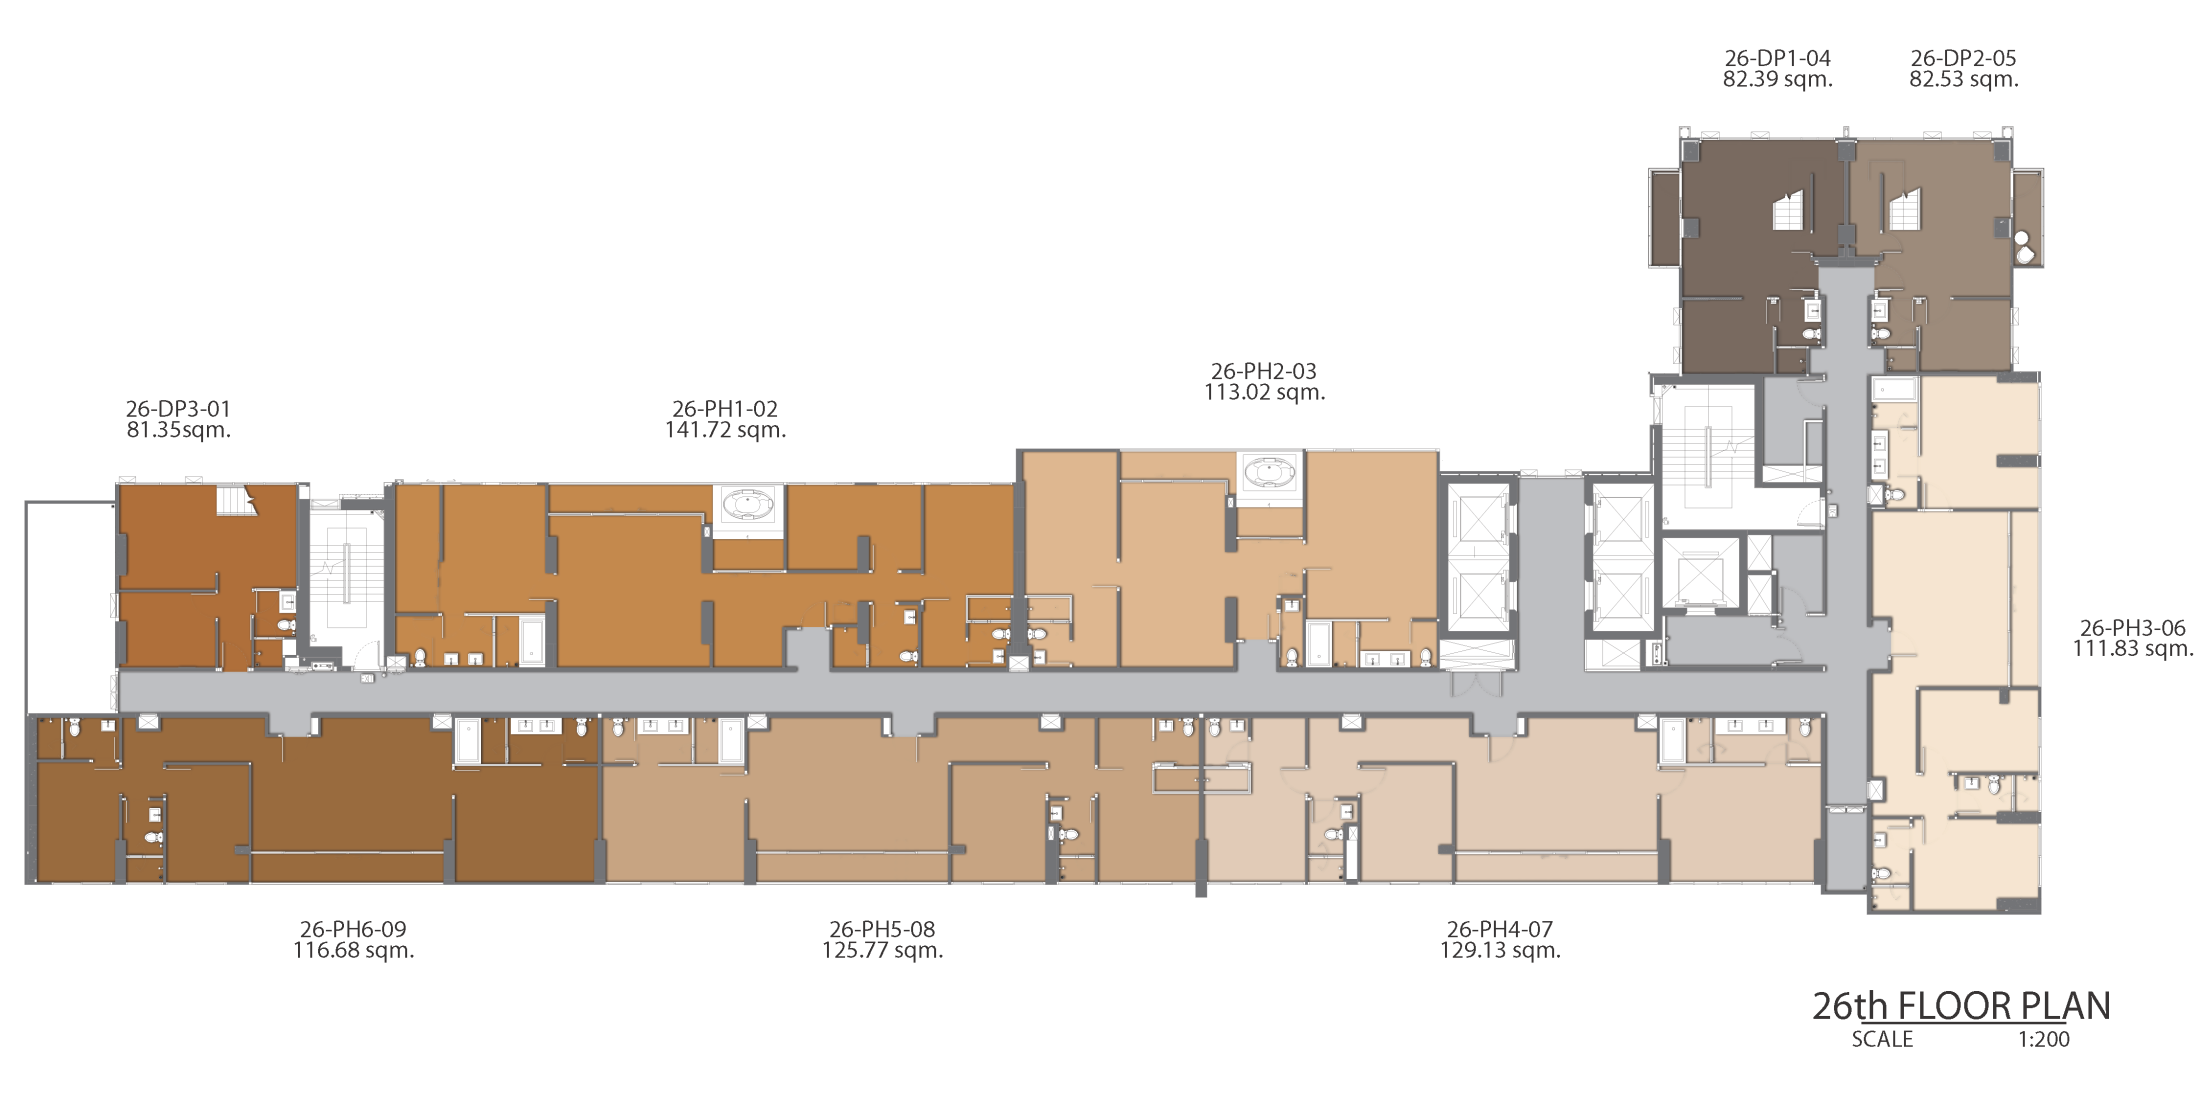 26-DP1-04
82.39 sqm.
26-DP2-05
82.53 sqm.
26-PH2-03
113.02 sqm.
26-DP3-01
81.35sqm.
26-PH1-02
141.72 sqm.
26-PH3-06
111.83 sqm.
26-PH6-09
116.68 sqm.
26-PH5-08
125.77 sqm.
26-PH4-07
129.13 sqm.
26th FLOOR PLAN
SCALE 1:200